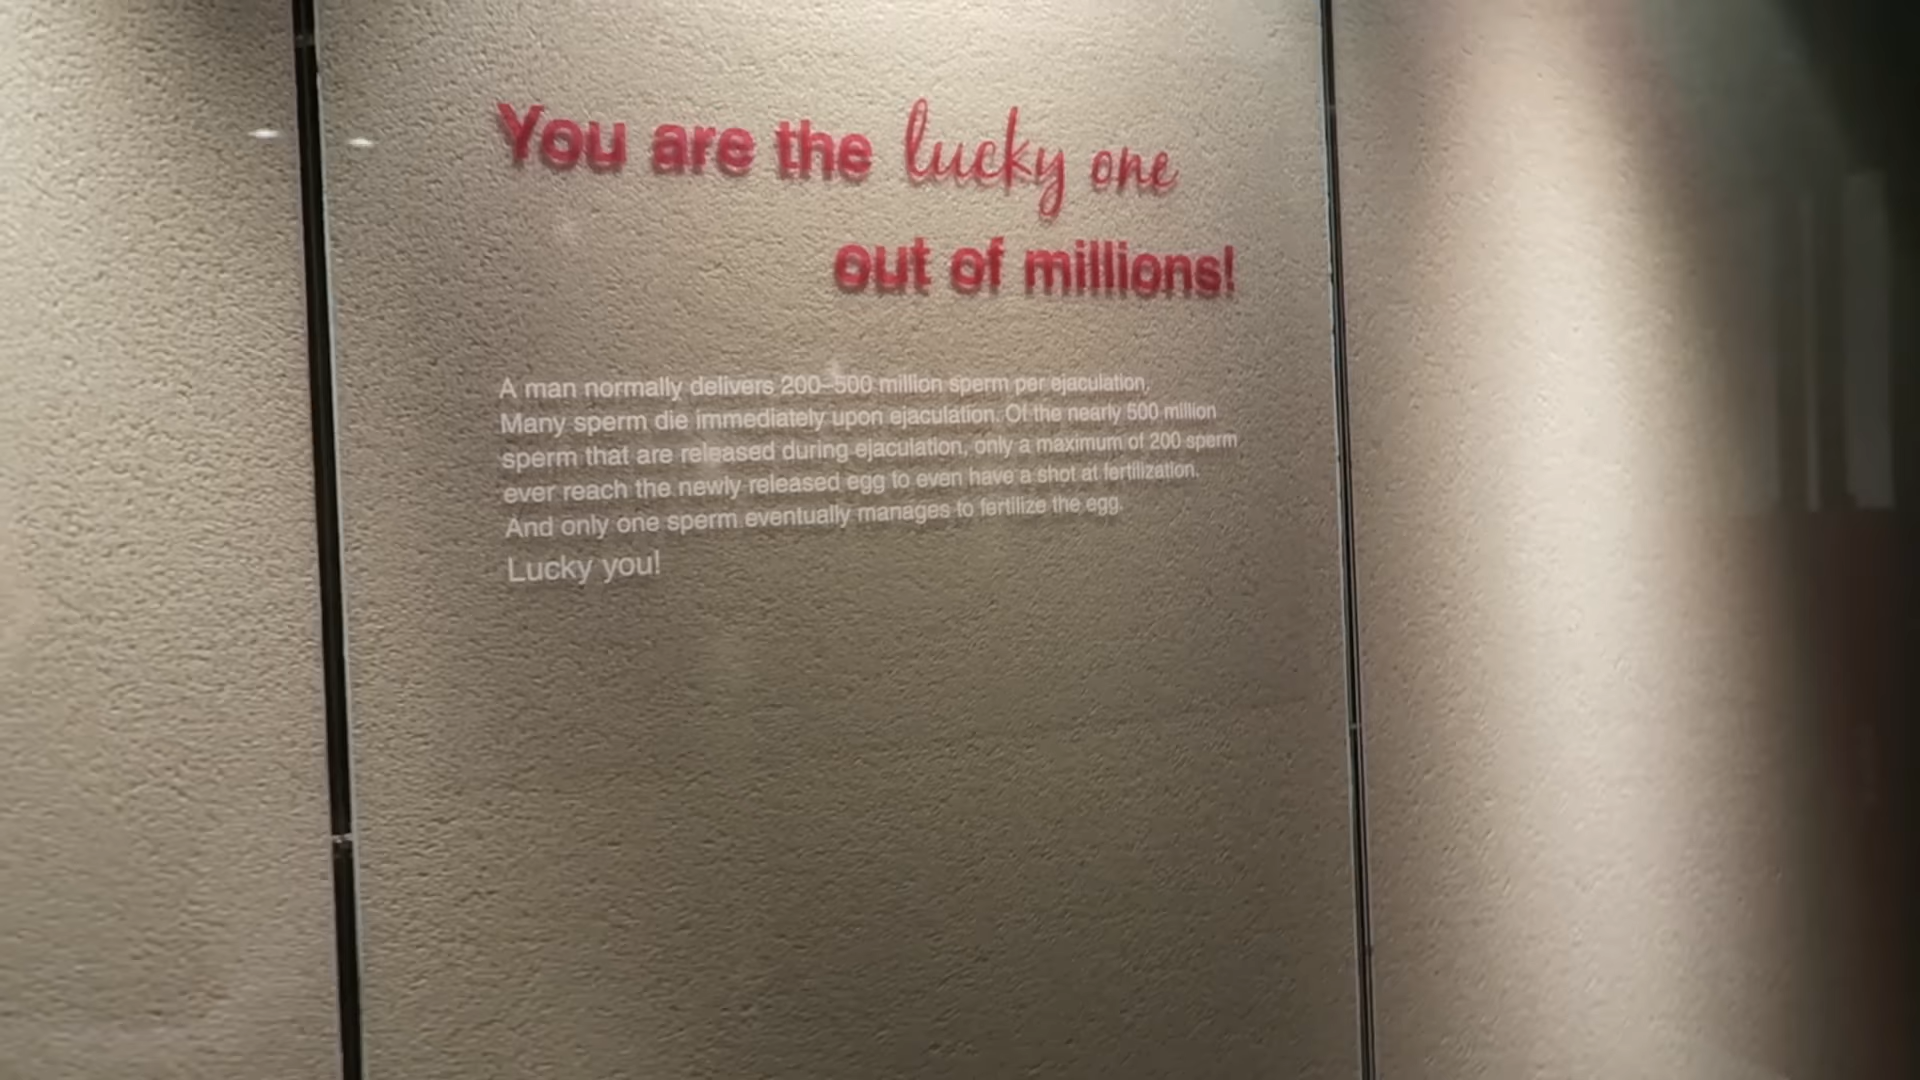 You are the lucky one
out of millions!
A man normally delivers 200–500 million sperm per ejaculation.
Many sperm die immediately upon ejaculation. Of the nearly 500 million
sperm that are released during ejaculation, only a maximum of 200 sperm
ever reach the newly released egg to even have a shot at fertilization.
And only one sperm eventually manages to fertilize the egg.
Lucky you!